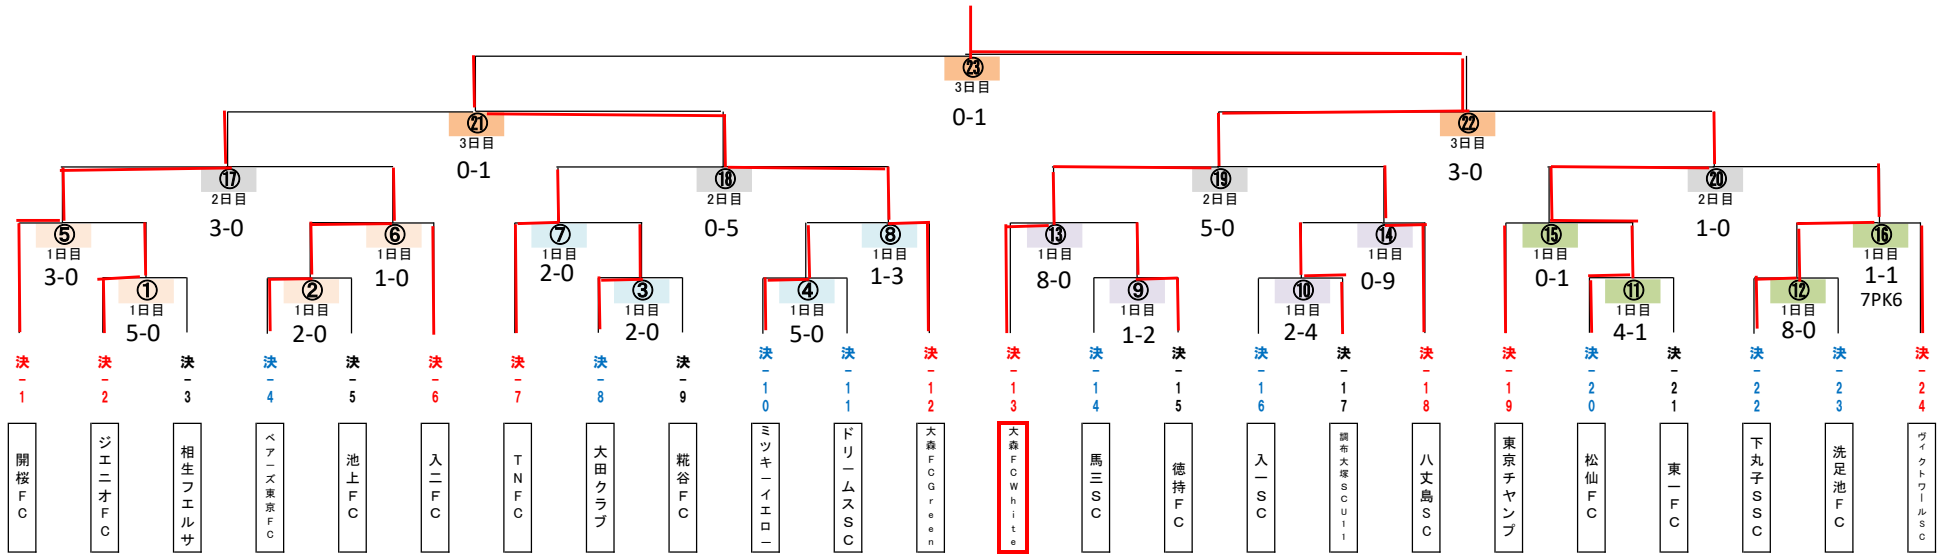 ㉓
3日目
0-1
㉑
3日目
0-1
㉒
3日目
3-0
⑰
2日目
3-0
⑱
2日目
0-5
⑲
2日目
5-0
⑳
2日目
1-0
⑤
1日目
3-0
⑥
1日目
1-0
⑦
1日目
2-0
⑧
1日目
1-3
⑬
1日目
8-0
⑭
1日目
0-9
⑮
1日目
0-1
⑯
1日目
1-1
7PK6
①
1日目
5-0
②
1日目
2-0
③
1日目
2-0
④
1日目
5-0
⑨
1日目
1-2
⑩
1日目
2-4
⑪
1日目
4-1
⑫
1日目
8-0
決-1
決-2
決-3
決-4
決-5
決-6
決-7
決-8
決-9
決-10
決-11
決-12
決-13
決-14
決-15
決-16
決-17
決-18
決-19
決-20
決-21
決-22
決-23
決-24
開桜FC
ジエニオFC
相生フエルサ
ベアーズ東京FC
池上FC
入二FC
TNFC
大田クラブ
糀谷FC
ミツキーイエロー
ドリームスSC
大森FCGreen
大森FCWhite
馬三SC
徳持FC
入一SC
調布大塚SCU11
八丈島SC
東京チヤンプ
松仙FC
東一FC
下丸子SSC
洗足池FC
ヴィクトワールSC